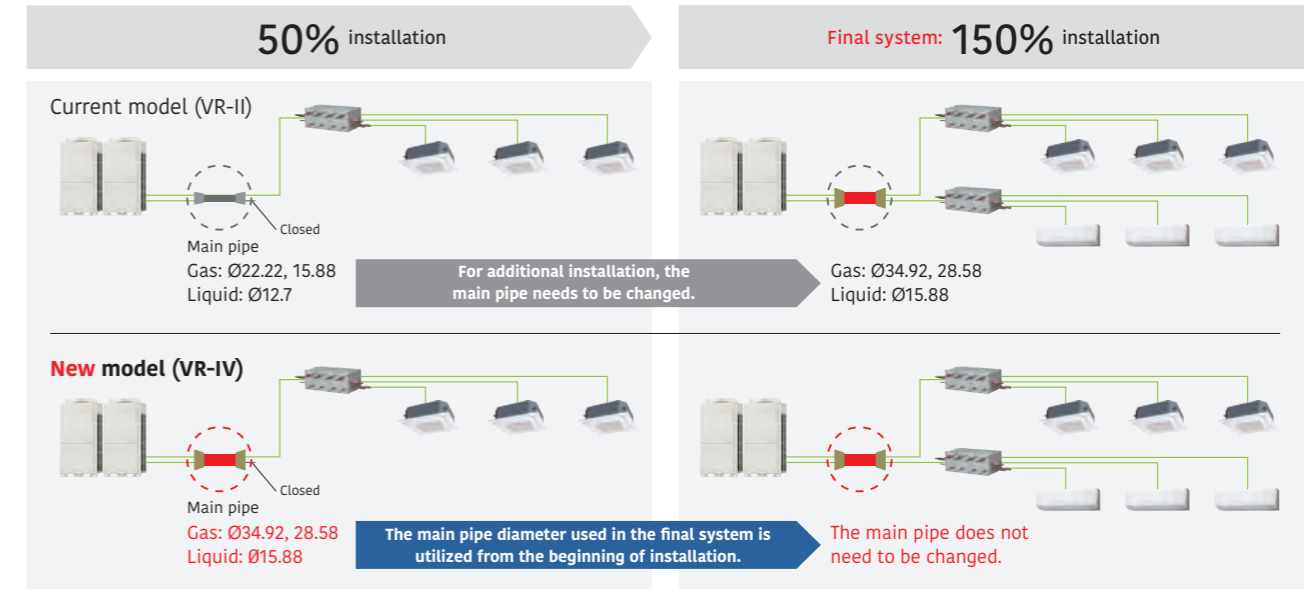 50% installation
Final system: 150% installation
Current model (VR-II)
Closed
Main pipe
Gas: Ø22.22, 15.88
Liquid: Ø12.7
For additional installation, the
main pipe needs to be changed.
Gas: Ø34.92, 28.58
Liquid: Ø15.88
New model (VR-IV)
Closed
Main pipe
Gas: Ø34.92, 28.58
Liquid: Ø15.88
The main pipe diameter used in the final system is
utilized from the beginning of installation.
The main pipe does not
need to be changed.